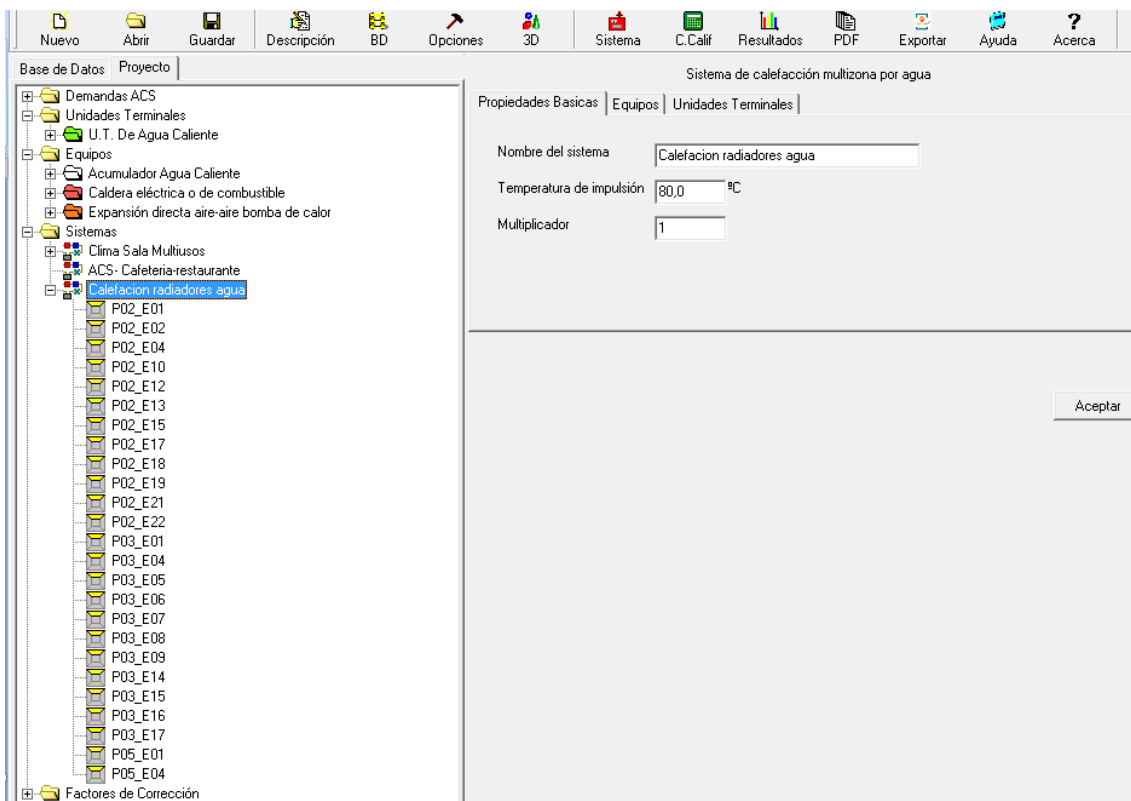 Nuevo Abrir Guardar Descripción BD Opciones 3D Sistema C.Calif Resultados PDF Exportar Ayuda Acerca
Base de Datos Proyecto
Demandas ACS
Unidades Terminales
U.T. De Agua Caliente
Equipos
Acumulador Agua Caliente
Caldera eléctrica o de combustible
Expansión directa aire-aire bomba de calor
Sistemas
Clima Sala Multiusos
ACS- Cafeteria-restaurante
Calefacion radiadores agua
P02_E01
P02_E02
P02_E04
P02_E10
P02_E12
P02_E13
P02_E15
P02_E17
P02_E18
P02_E19
P02_E21
P02_E22
P03_E01
P03_E04
P03_E05
P03_E06
P03_E07
P03_E08
P03_E09
P03_E14
P03_E15
P03_E16
P03_E17
P05_E01
P05_E04
Factores de Corrección
Sistema de calefacción multizona por agua
Propiedades Basicas Equipos Unidades Terminales
Nombre del sistema Calefacion radiadores agua
Temperatura de impulsión 80,0 ºC
Multiplicador 1
Aceptar